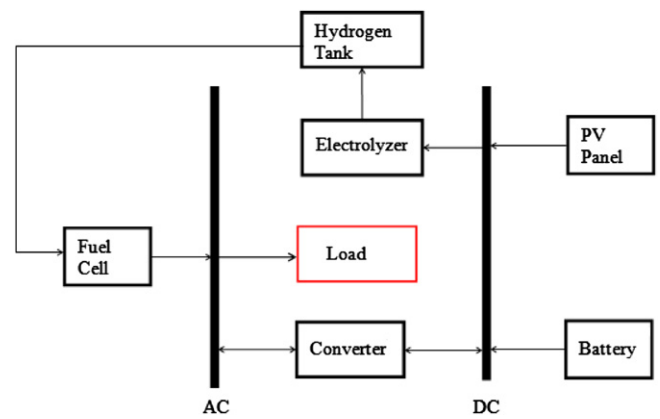 Hydrogen
Tank
Electrolyzer
PV
Panel
Fuel
Cell
Load
Converter
Battery
AC
DC